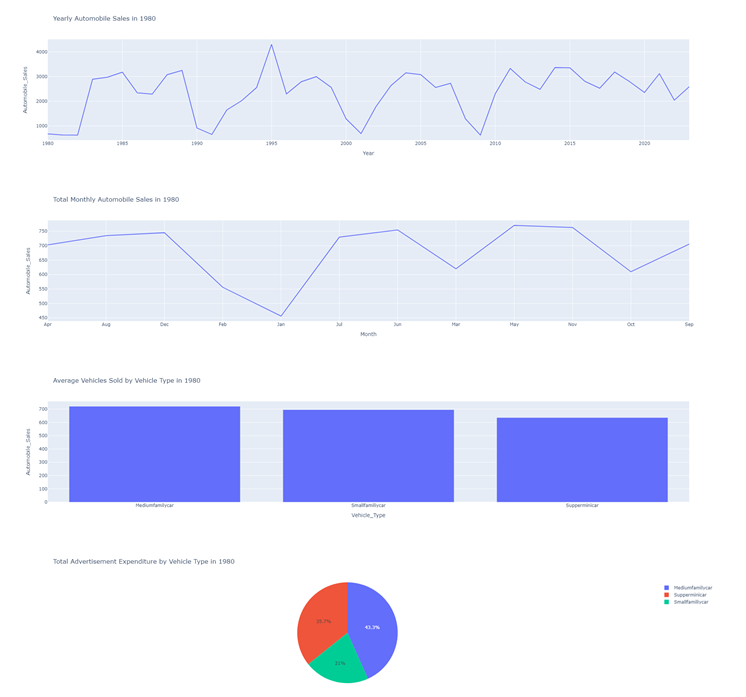 Yearly Automobile Sales in 1980
Automobile_Sales
4000
3000
2000
1000
1980 1985 1990 1995 2000 2005 2010 2015 2020
Year
Total Monthly Automobile Sales in 1980
Automobile_Sales
750
700
650
600
550
500
450
Apr Aug Dec Feb Jan Jul Jun Mar May Nov Oct Sep
Month
Average Vehicles Sold by Vehicle Type in 1980
Automobile_Sales
700
600
500
400
300
200
100
0
Mediumfamilycar Smallfamiliycar Supperminicar
Vehicle_Type
Total Advertisement Expenditure by Vehicle Type in 1980
Mediumfamilycar
Supperminicar
Smallfamiliycar
43.3%
35.7%
21%